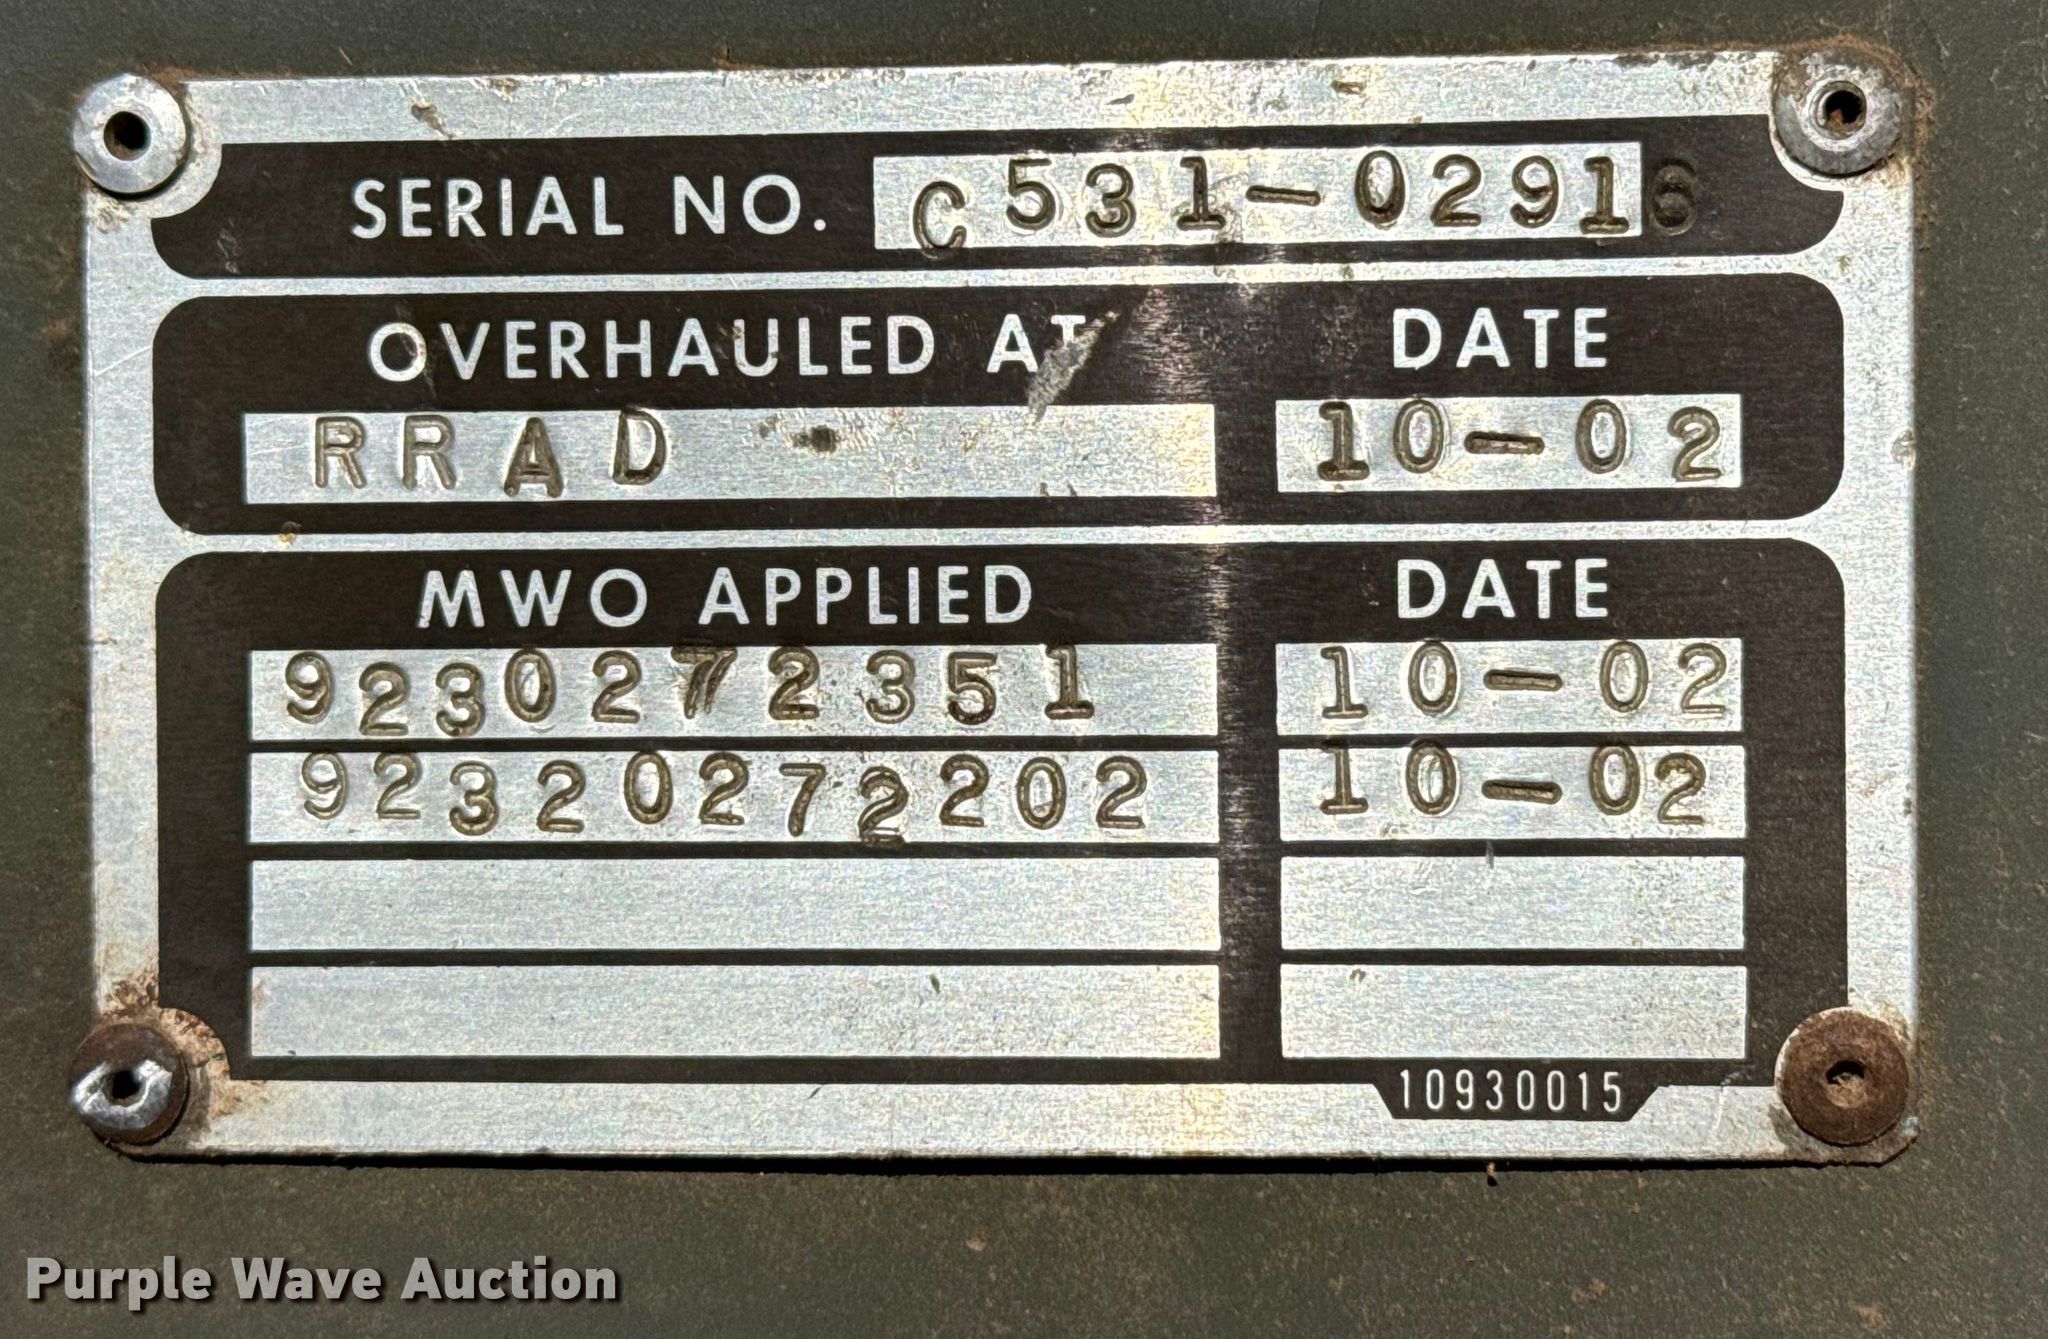 SERIAL NO. C531-02916
OVERHAULED AT DATE
RRAD 10-02
MWO APPLIED DATE
9230272351 10-02
92320272202 10-02
10930015
Purple Wave Auction